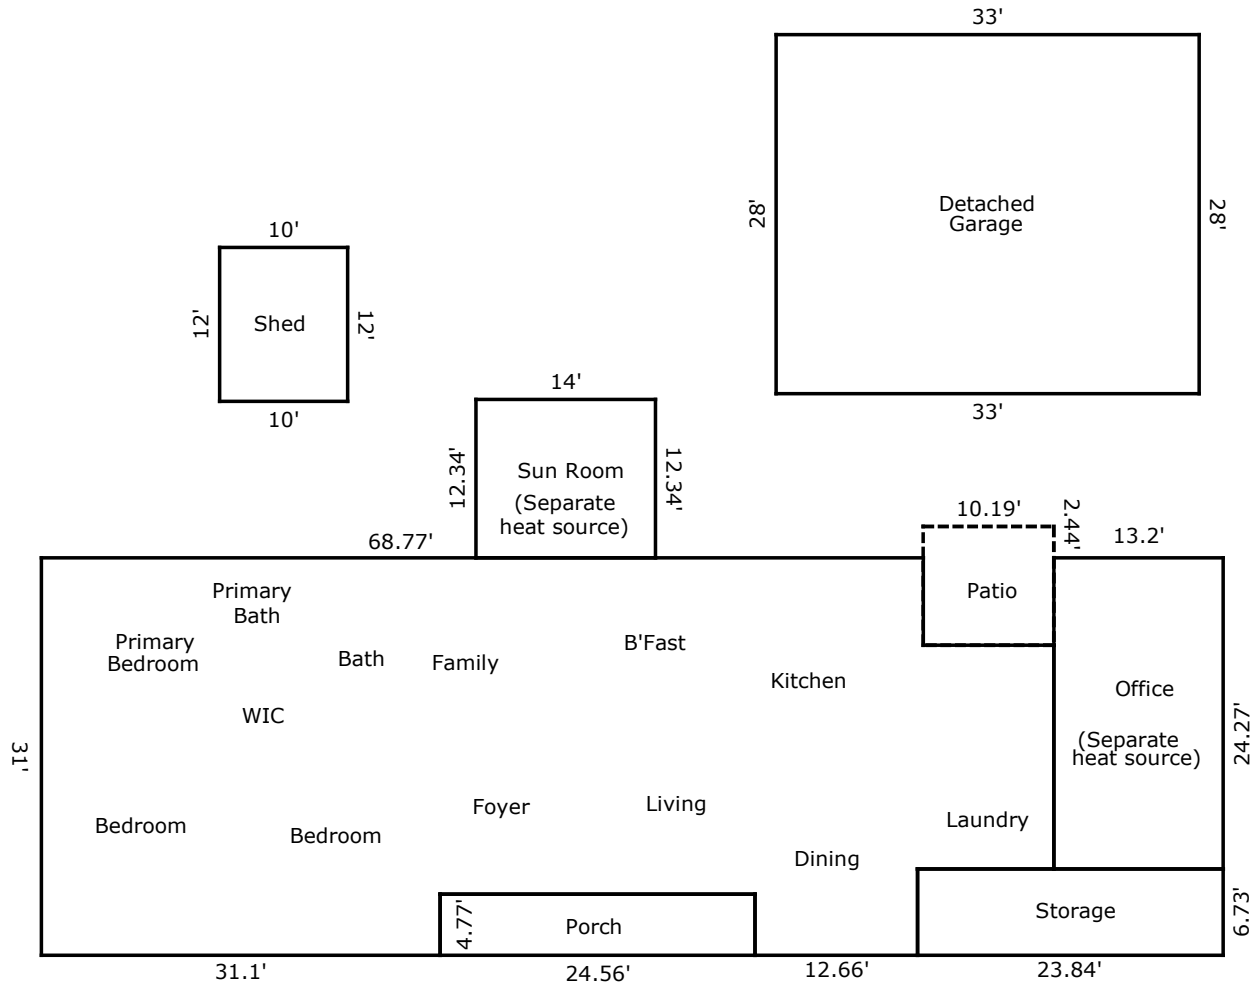 33'
28'
Detached
Garage
28'
33'
10'
12'
Shed
12'
10'
14'
12.34'
Sun Room
(Separate
heat source)
12.34'
68.77'
10.19'
2.44'
13.2'
Patio
Primary
Bath
Primary
Bedroom
Bath
Family
B'Fast
Kitchen
WIC
Office
(Separate
heat source)
24.27'
31'
Bedroom
Bedroom
Foyer
Living
Dining
Laundry
4.77'
Porch
Storage
6.73'
31.1'
24.56'
12.66'
23.84'